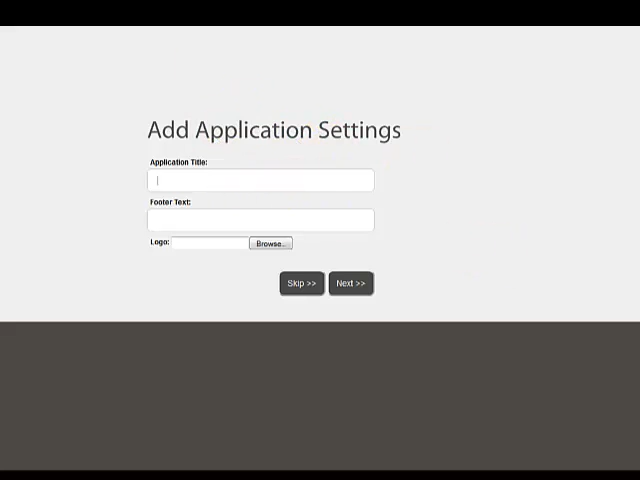 Add Application Settings
Application Title:
Footer Text:
Logo: Browse..
Skip >> Next >>